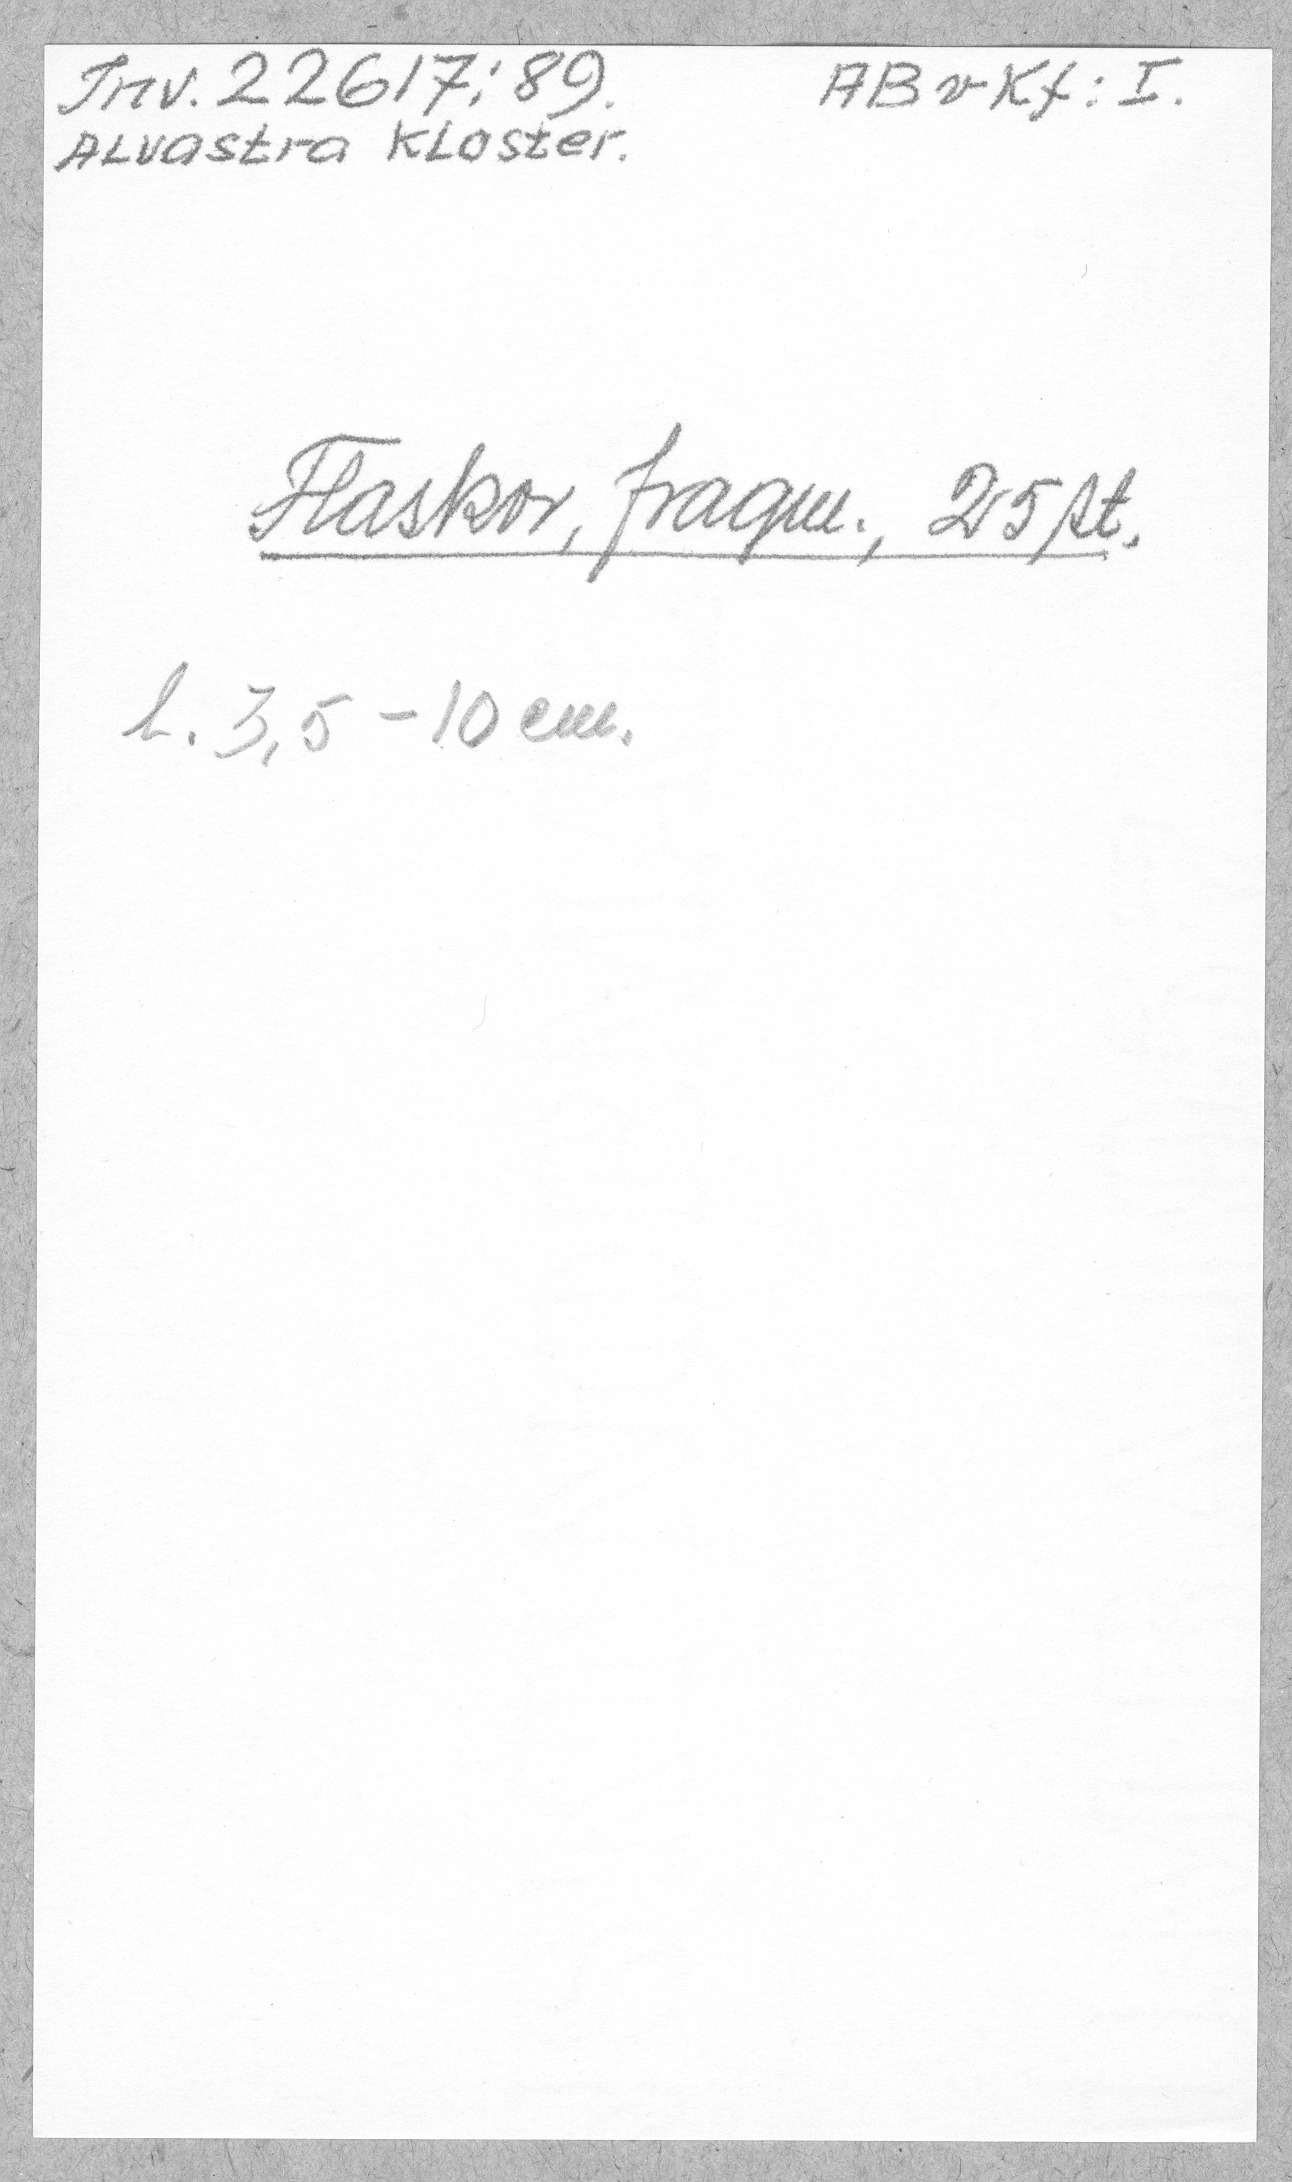 Inv. 22617:89. ABvKf: I.
Alvastra Kloster.
Flaskor, fragm., 25 st.
L. 3,5 - 10 cm.